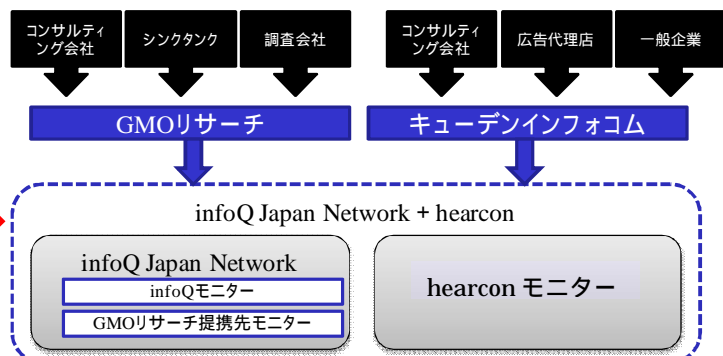 コンサルティ
ング会社
シンクタンク
調査会社
コンサルティ
ング会社
広告代理店
一般企業
GMOリサーチ
キューデンインフォコム
infoQ Japan Network + hearcon
infoQ Japan Network
infoQモニター
GMOリサーチ提携先モニター
hearcon モニター